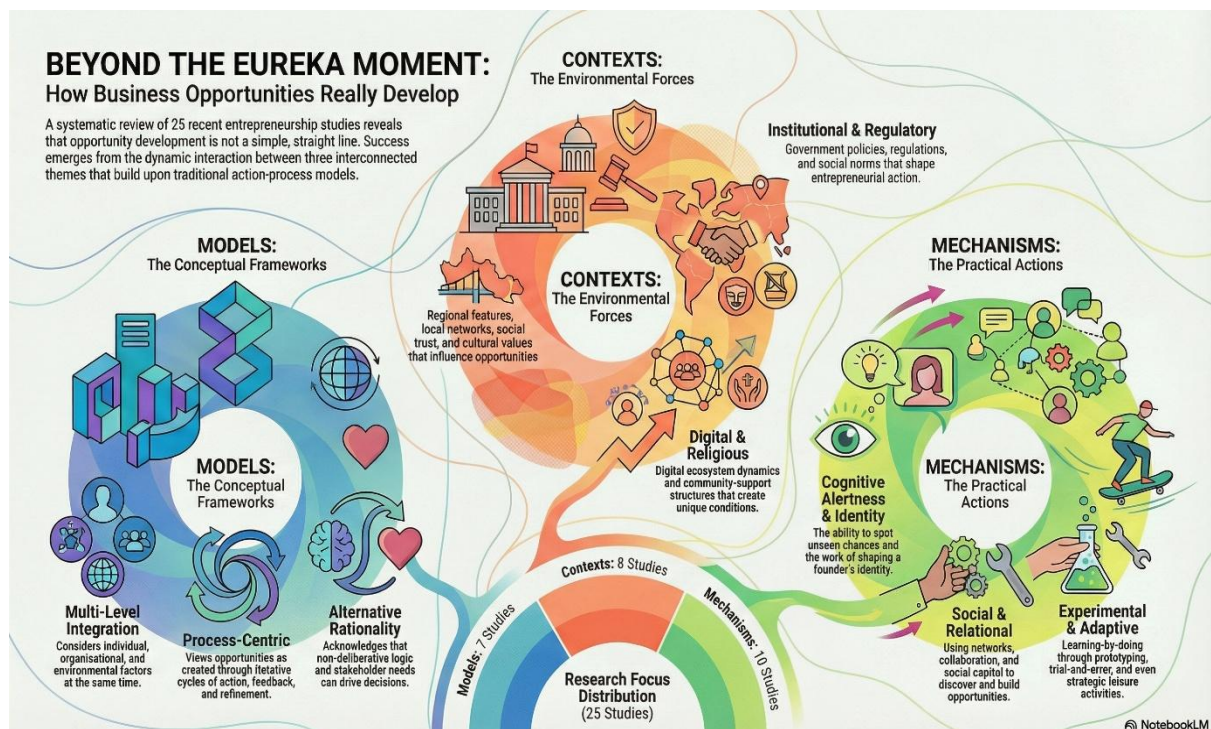 BEYOND THE EUREKA MOMENT:
How Business Opportunities Really Develop
A systematic review of 25 recent entrepreneurship studies reveals
that opportunity development is not a simple, straight line. Success
emerges from the dynamic interaction between three interconnected
themes that build upon traditional action-process models.
CONTEXTS:
The Environmental Forces
Institutional & Regulatory
Government policies, regulations,
and social norms that shape
entrepreneurial action.
CONTEXTS:
The Environmental
Forces
Regional features,
local networks, social
trust, and cultural values
that influence opportunities
Digital &
Religious
Digital ecosystem dynamics
and community-support
structures that create
unique conditions.
MODELS:
The Conceptual Frameworks
MODELS:
The Conceptual
Frameworks
Multi-Level
Integration
Considers individual,
organisational, and
environmental factors
at the same time.
Process-Centric
Views opportunities as
created through iterative
cycles of action, feedback,
and refinement.
Alternative
Rationality
Acknowledges that
non-deliberative logic
and stakeholder needs
can drive decisions.
MECHANISMS:
The Practical Actions
MECHANISMS:
The Practical
Actions
Cognitive
Alertness
& Identity
The ability to spot
unseen chances and
the work of shaping a
founder's identity.
Social &
Relational
Using networks,
collaboration, and
social capital to
discover and build
opportunities.
Experimental
& Adaptive
Learning-by-doing
through prototyping,
trial-and-errer, and even
strategic leisure
activities.
Models: 7 Studies
Contexts: 8 Studies
Mechanisms: 10 Studies
Research Focus
Distribution
(25 Studies)
NotebookLM